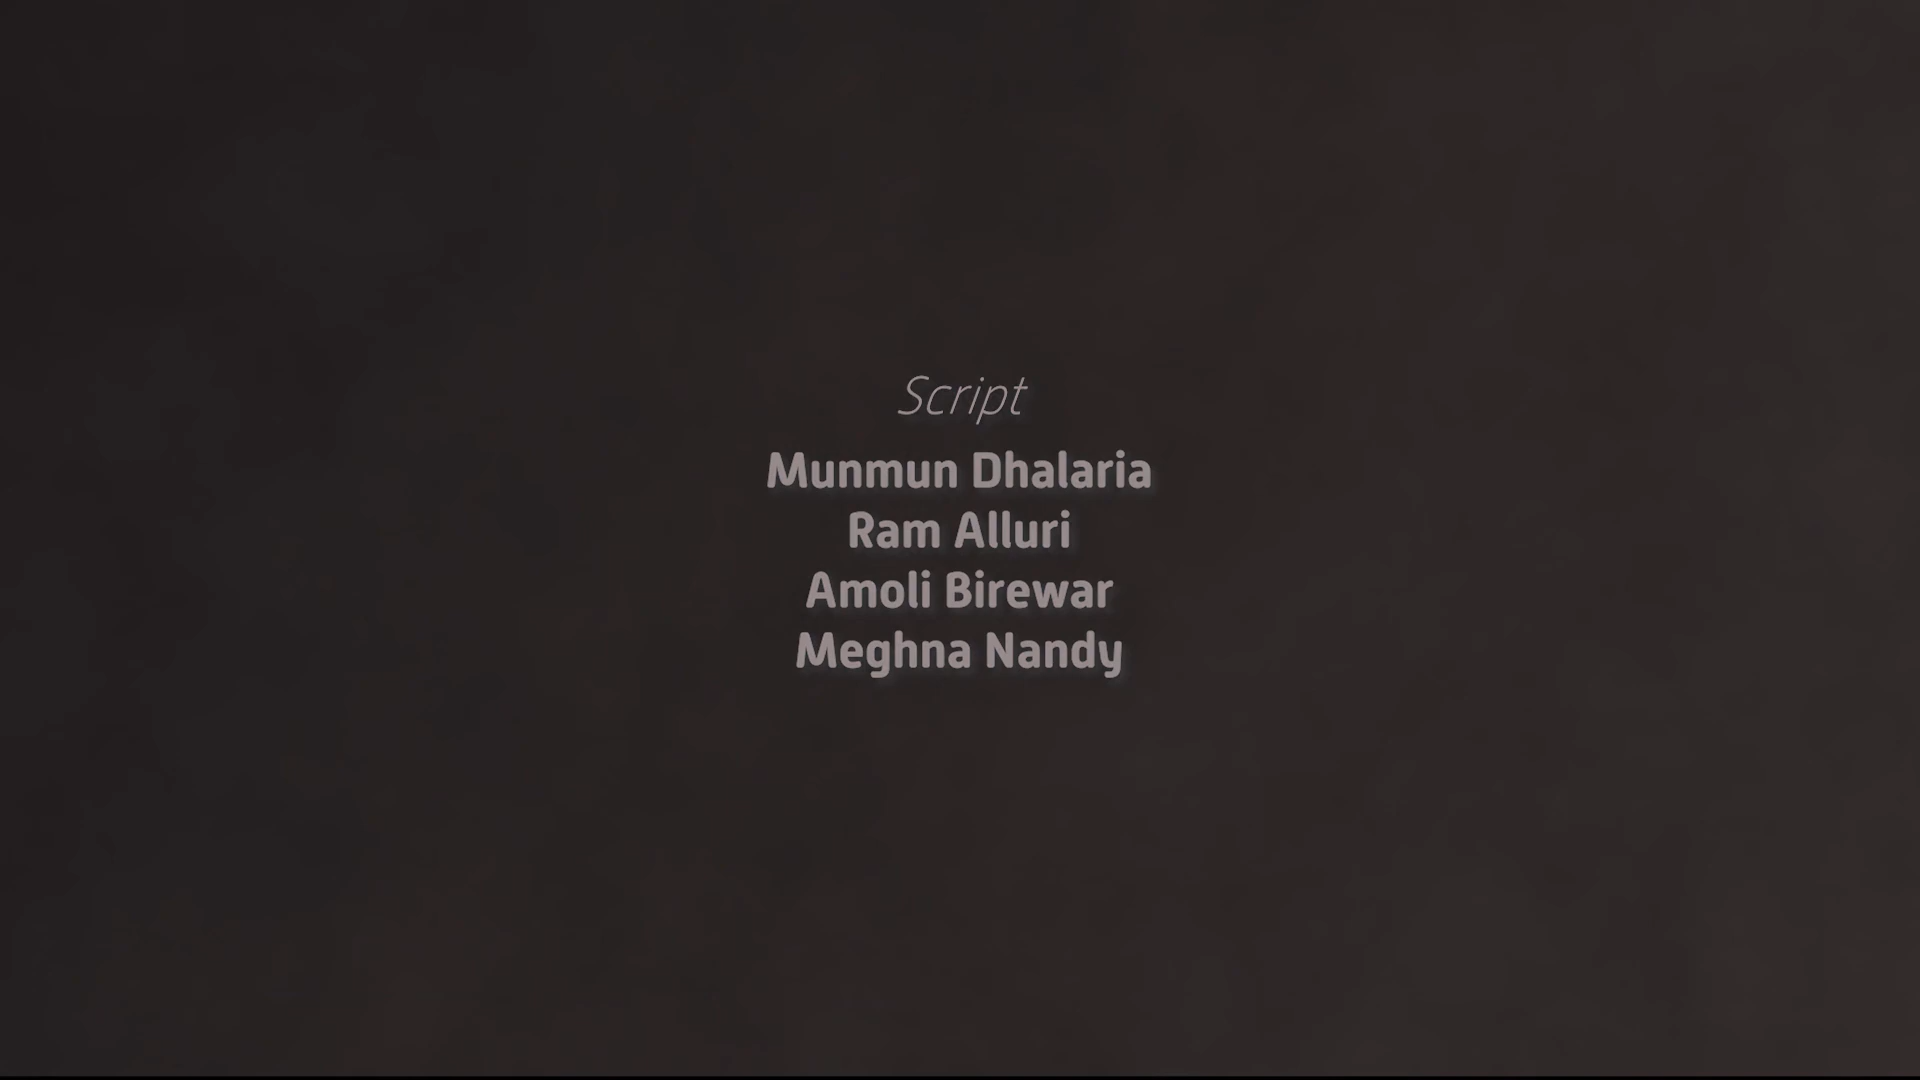 Script
Munmun Dhalaria
Ram Alluri
Amoli Birewar
Meghna Nandy